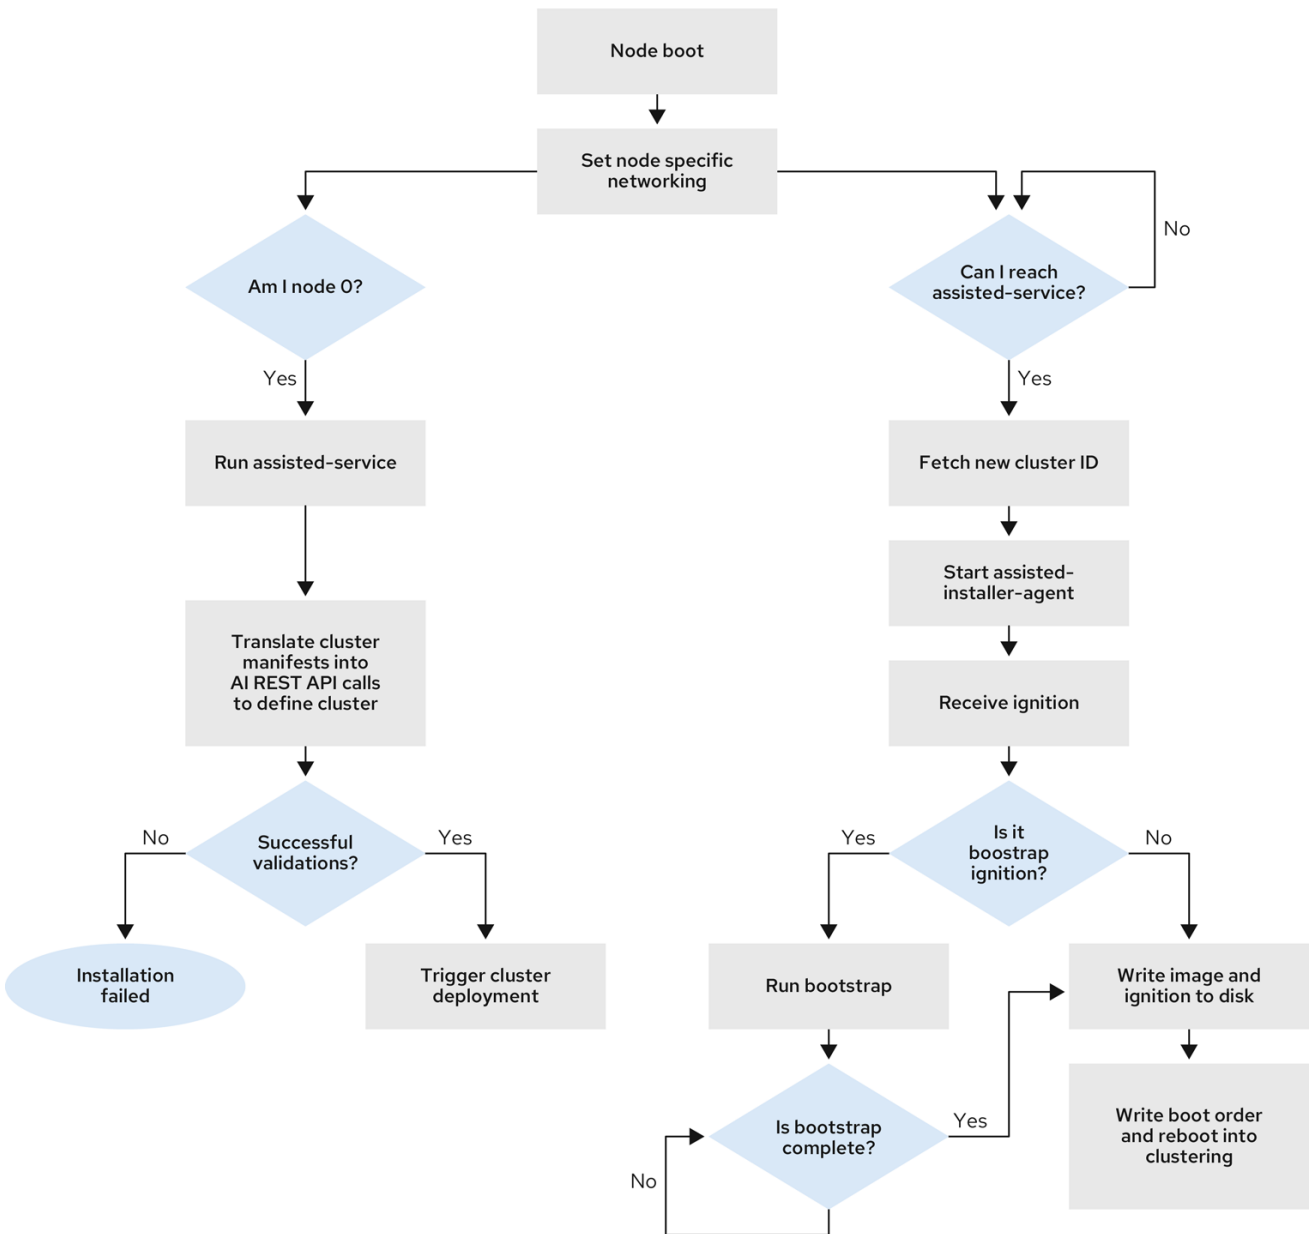 Node boot
Set node specific
networking
Am I node 0?
Can I reach
assisted-service?
No
Yes
Yes
Run assisted-service
Fetch new cluster ID
Start assisted-
installer-agent
Translate cluster
manifests into
AI REST API calls
to define cluster
Receive ignition
No
Successful
validations?
Yes
Yes
Is it
boostrap
ignition?
No
Installation
failed
Trigger cluster
deployment
Run bootstrap
Write image and
ignition to disk
Is bootstrap
complete?
Yes
No
Write boot order
and reboot into
clustering